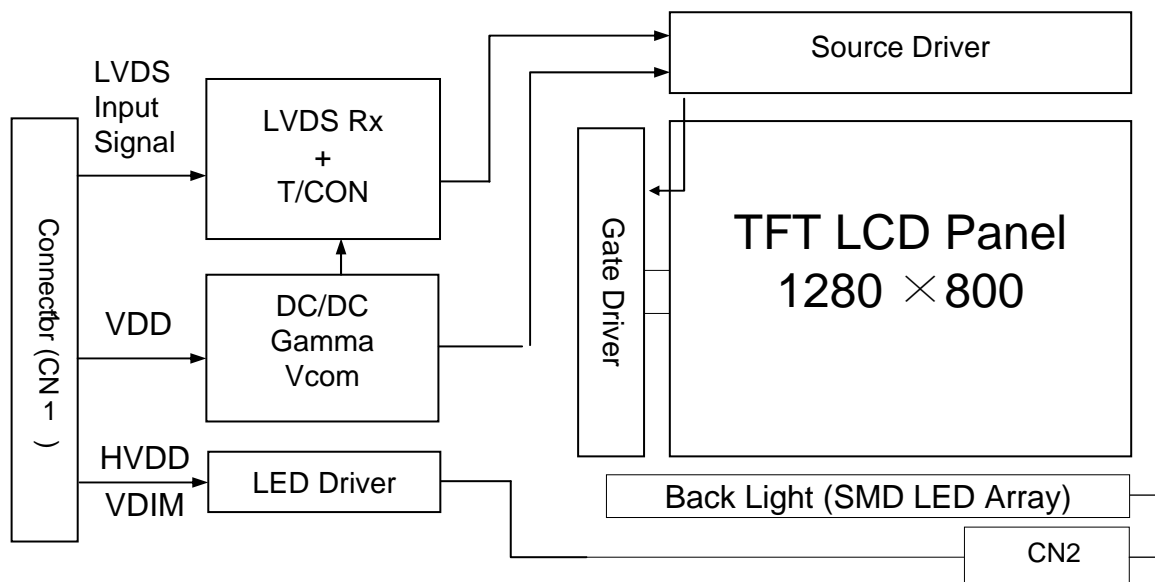 LVDS
Input
Signal
LVDS Rx
+
T/CON
Source Driver
Connector (CN1)
Gate Driver
TFT LCD Panel
1280 ×800
VDD
DC/DC
Gamma
Vcom
HVDD
VDIM
LED Driver
Back Light (SMD LED Array)
CN2